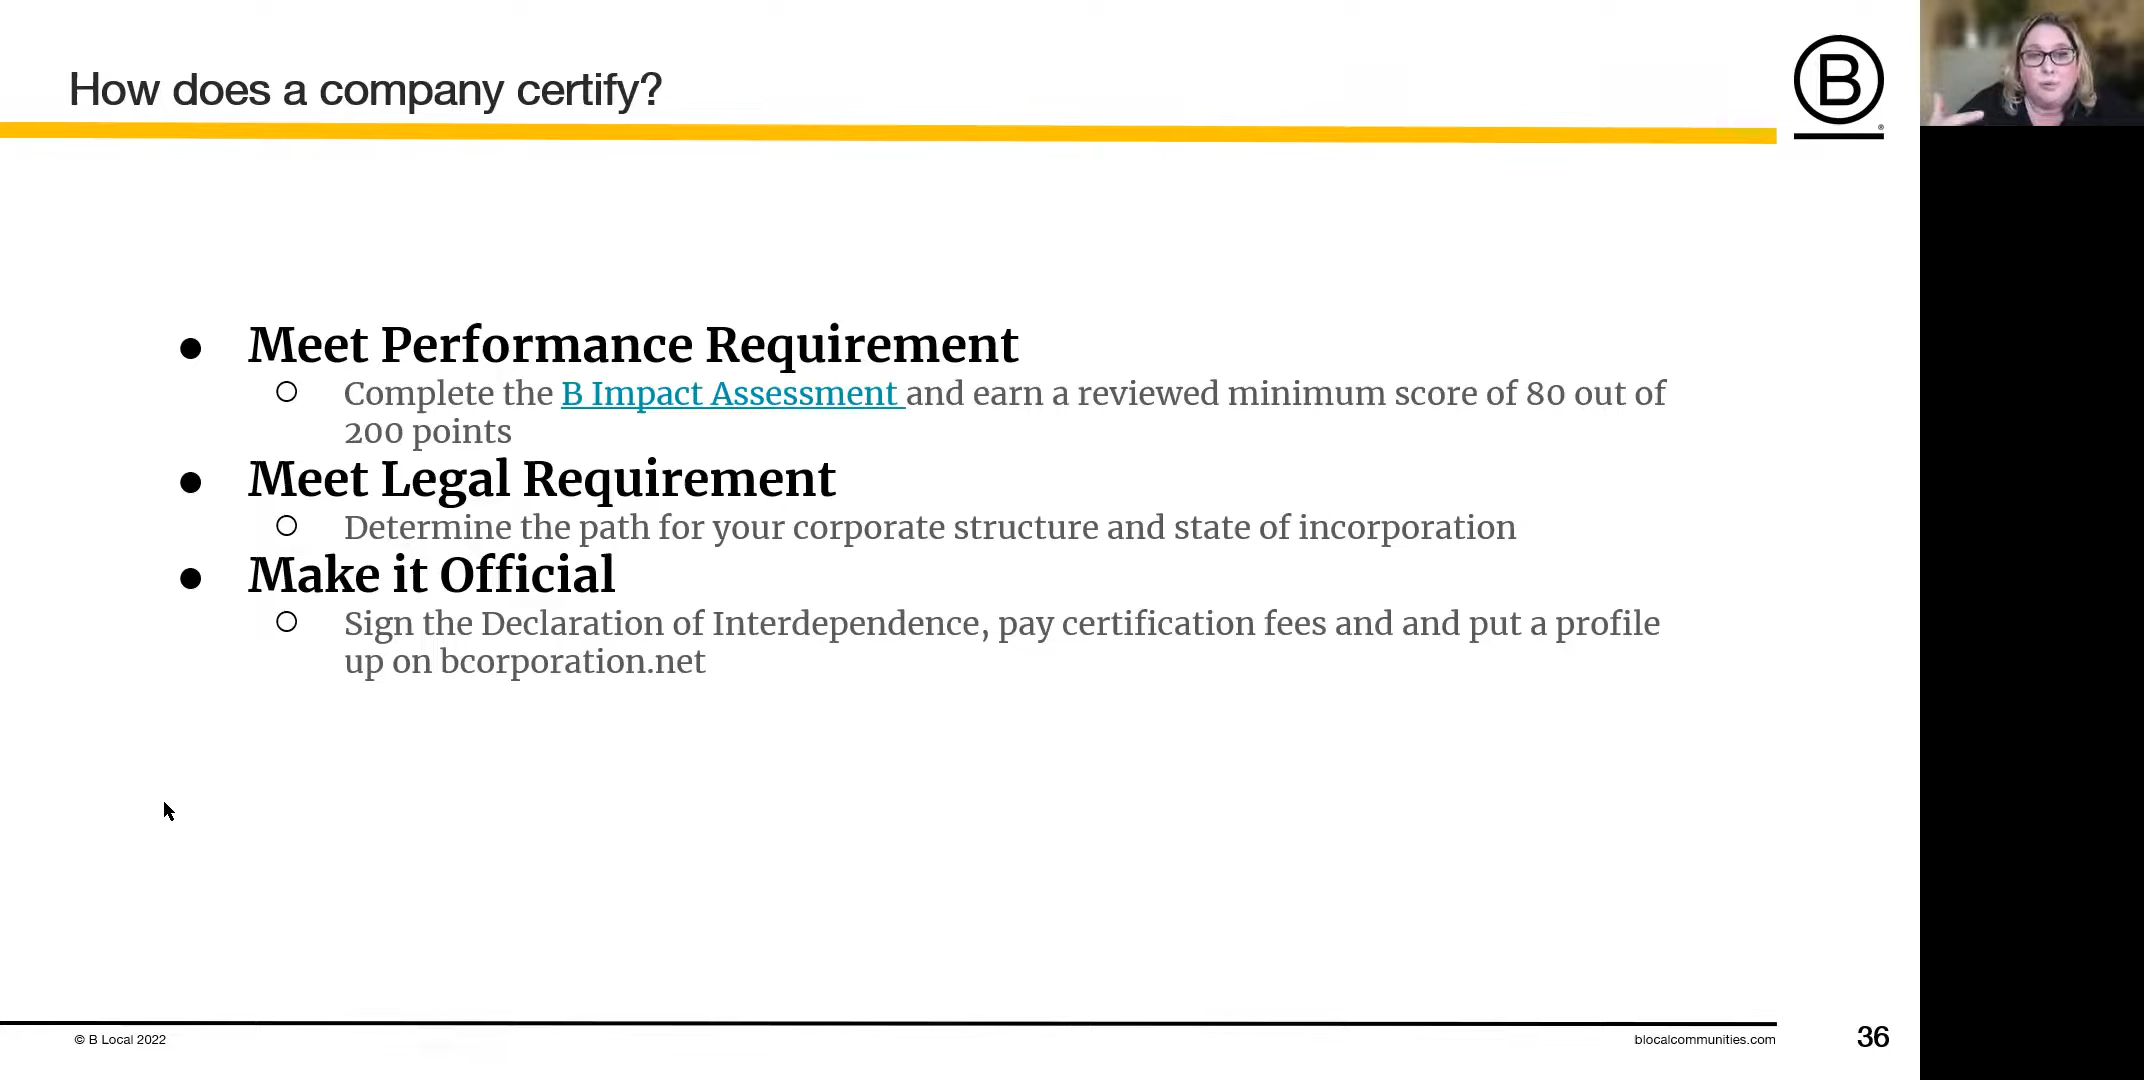 How does a company certify?
B
®
● Meet Performance Requirement
○ Complete the B Impact Assessment and earn a reviewed minimum score of 80 out of
200 points
● Meet Legal Requirement
○ Determine the path for your corporate structure and state of incorporation
● Make it Official
○ Sign the Declaration of Interdependence, pay certification fees and and put a profile
up on bcorporation.net
© B Local 2022
blocalcommunities.com
36